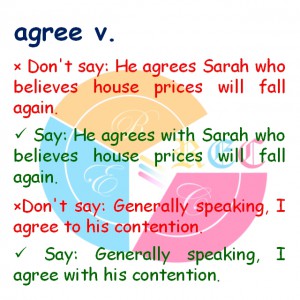 agree v.
× Don't say: He agrees Sarah who
believes house prices will fall
again.
✓ Say: He agrees with Sarah who
believes house prices will fall
again.
×Don't say: Generally speaking, I
agree to his contention.
✓ Say: Generally speaking, I
agree with his contention.